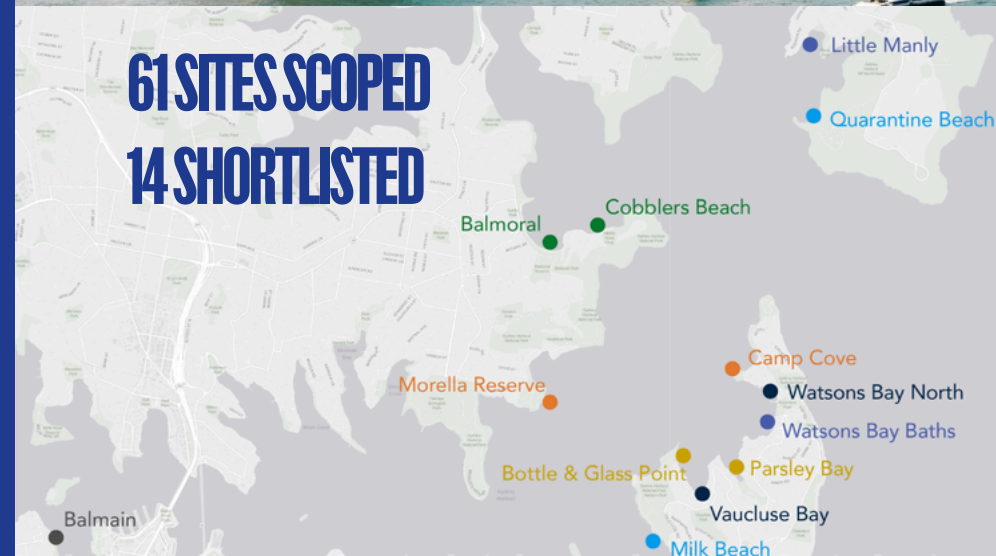 61 SITES SCOPED
14 SHORTLISTED
Little Manly
Quarantine Beach
Cobblers Beach
Balmoral
Camp Cove
Morella Reserve
Watsons Bay North
Watsons Bay Baths
Bottle & Glass Point
Parsley Bay
Vaucluse Bay
Balmain
Milk Beach